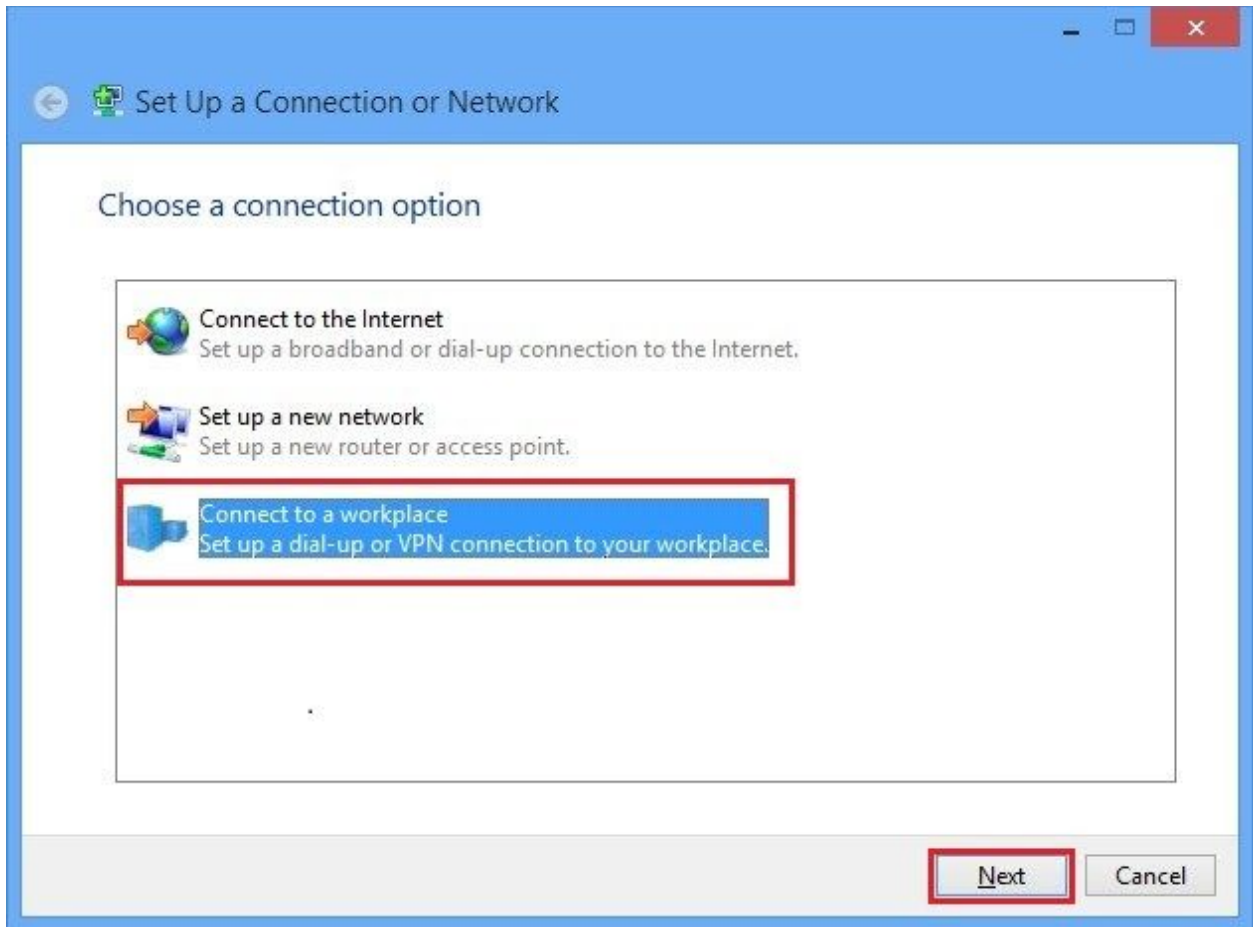 Set Up a Connection or Network
Choose a connection option
Connect to the Internet
Set up a broadband or dial-up connection to the Internet.
Set up a new network
Set up a new router or access point.
Connect to a workplace
Set up a dial-up or VPN connection to your workplace.
Next
Cancel